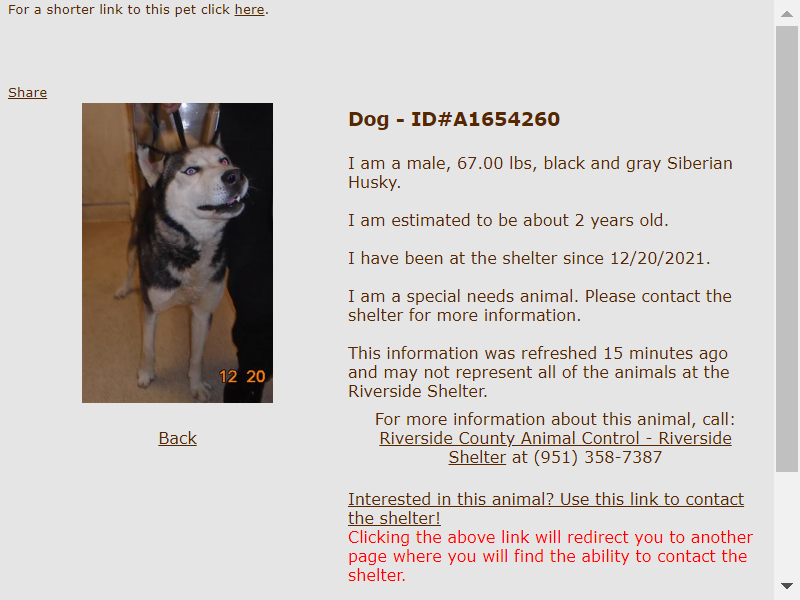 For a shorter link to this pet click here.
Share
Dog - ID#A1654260
I am a male, 67.00 lbs, black and gray Siberian
Husky.
I am estimated to be about 2 years old.
I have been at the shelter since 12/20/2021.
I am a special needs animal. Please contact the
shelter for more information.
This information was refreshed 15 minutes ago
and may not represent all of the animals at the
Riverside Shelter.
12 20
Back
For more information about this animal, call:
Riverside County Animal Control - Riverside
Shelter at (951) 358-7387
Interested in this animal? Use this link to contact
the shelter!
Clicking the above link will redirect you to another
page where you will find the ability to contact the
shelter.